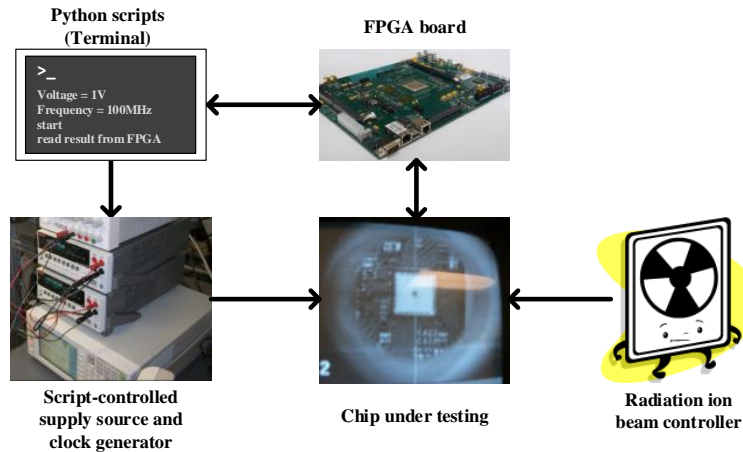 Python scripts
(Terminal)
FPGA board
>_
Voltage = 1V
Frequency = 100MHz
start
read result from FPGA
2
Script-controlled
supply source and
clock generator
Chip under testing
Radiation ion
beam controller